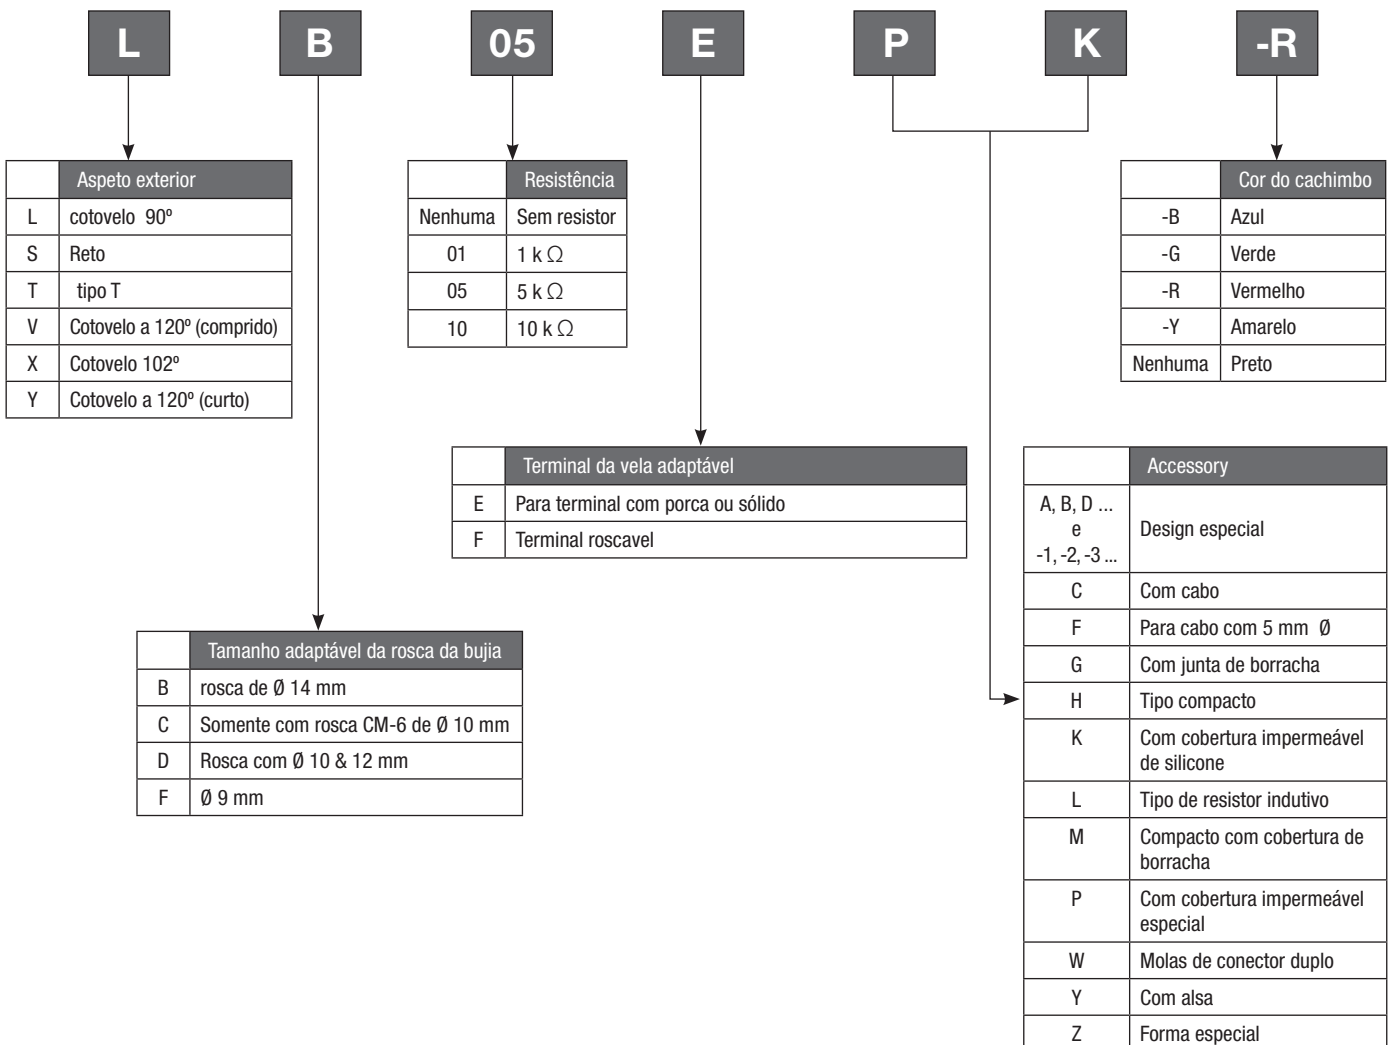 L B 05 E P K -R
Aspeto exterior
L cotovelo 90º
S Reto
T tipo T
V Cotovelo a 120º (comprido)
X Cotovelo 102º
Y Cotovelo a 120º (curto)
Resistência
Nenhuma Sem resistor
01 1 k Ω
05 5 k Ω
10 10 k Ω
Cor do cachimbo
-B Azul
-G Verde
-R Vermelho
-Y Amarelo
Nenhuma Preto
Terminal da vela adaptável
E Para terminal com porca ou sólido
F Terminal roscavel
Tamanho adaptável da rosca da bujia
B rosca de Ø 14 mm
C Somente com rosca CM-6 de Ø 10 mm
D Rosca com Ø 10 & 12 mm
F Ø 9 mm
Accessory
A, B, D ...
e
-1, -2, -3 ...
Design especial
C Com cabo
F Para cabo com 5 mm Ø
G Com junta de borracha
H Tipo compacto
K Com cobertura impermeável
de silicone
L Tipo de resistor indutivo
M Compacto com cobertura de
borracha
P Com cobertura impermeável
especial
W Molas de conector duplo
Y Com alsa
Z Forma especial